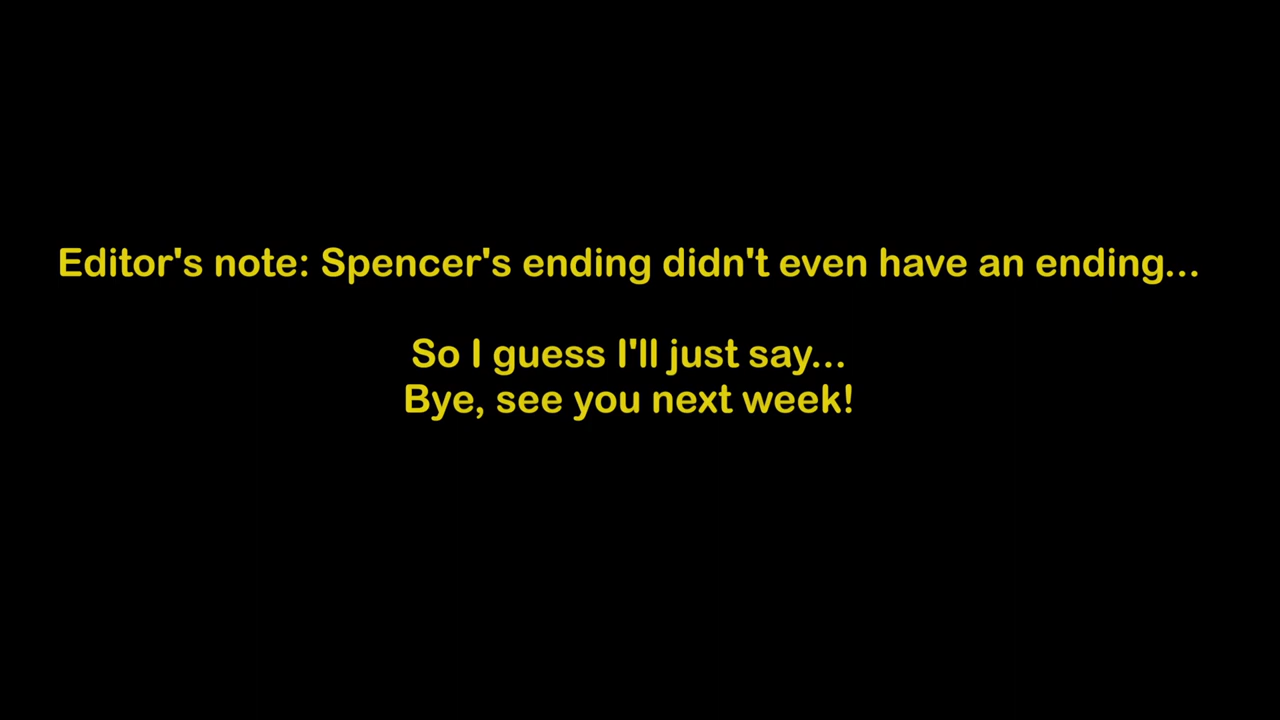 Editor's note: Spencer's ending didn't even have an ending...
So I guess I'll just say...
Bye, see you next week!